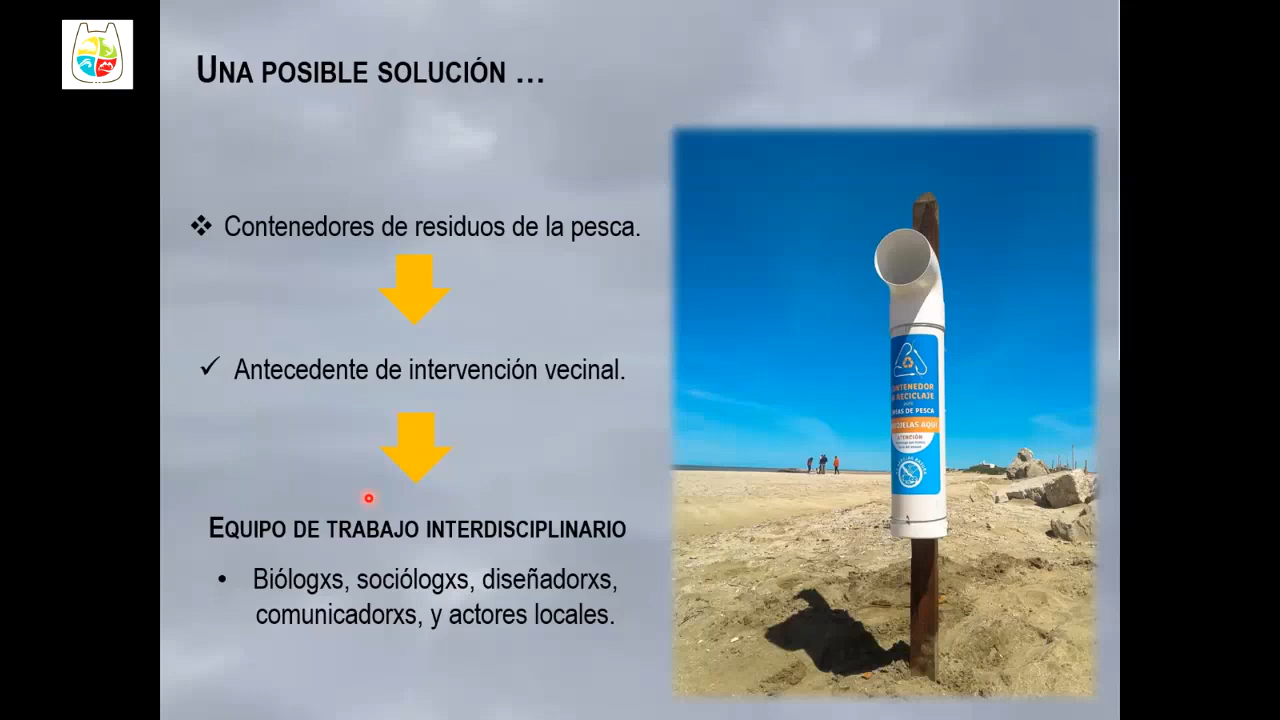 UNA POSIBLE SOLUCIÓN …
❖ Contenedores de residuos de la pesca.
✓ Antecedente de intervención vecinal.
EQUIPO DE TRABAJO INTERDISCIPLINARIO
• Biólogxs, sociólogxs, diseñadorxs,
comunicadorxs, y actores locales.
CONTENEDOR
RECICLAJE
DE PESCA
AQUÍ
ATENCIÓN